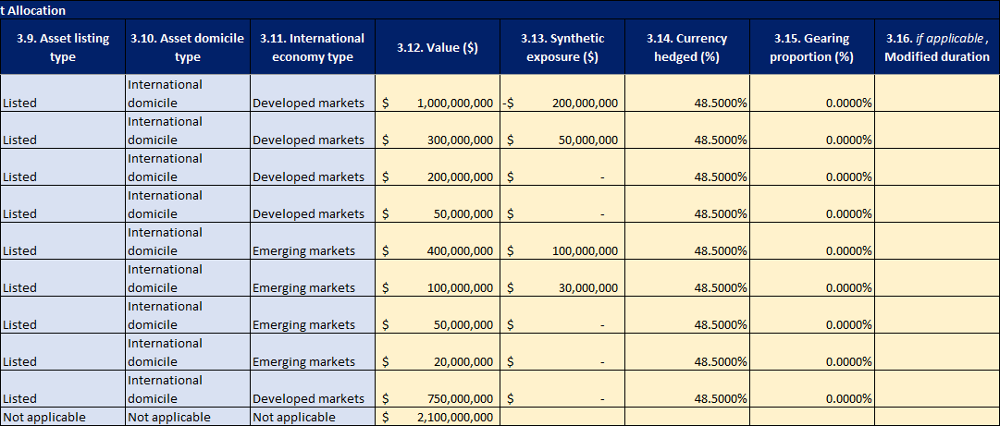 t Allocation
3.9. Asset listing type 3.10. Asset domicile type 3.11. International economy type 3.12. Value ($) 3.13. Synthetic exposure ($) 3.14. Currency hedged (%) 3.15. Gearing proportion (%) 3.16. if applicable, Modified duration
Listed International domicile Developed markets $ 1,000,000,000 -$ 200,000,000 48.5000% 0.0000%
Listed International domicile Developed markets $ 300,000,000 $ 50,000,000 48.5000% 0.0000%
Listed International domicile Developed markets $ 200,000,000 $ - 48.5000% 0.0000%
Listed International domicile Developed markets $ 50,000,000 $ - 48.5000% 0.0000%
Listed International domicile Emerging markets $ 400,000,000 $ 100,000,000 48.5000% 0.0000%
Listed International domicile Emerging markets $ 100,000,000 $ 30,000,000 48.5000% 0.0000%
Listed International domicile Emerging markets $ 50,000,000 $ - 48.5000% 0.0000%
Listed International domicile Emerging markets $ 20,000,000 $ - 48.5000% 0.0000%
Listed International domicile Developed markets $ 750,000,000 $ - 48.5000% 0.0000%
Not applicable Not applicable Not applicable $ 2,100,000,000